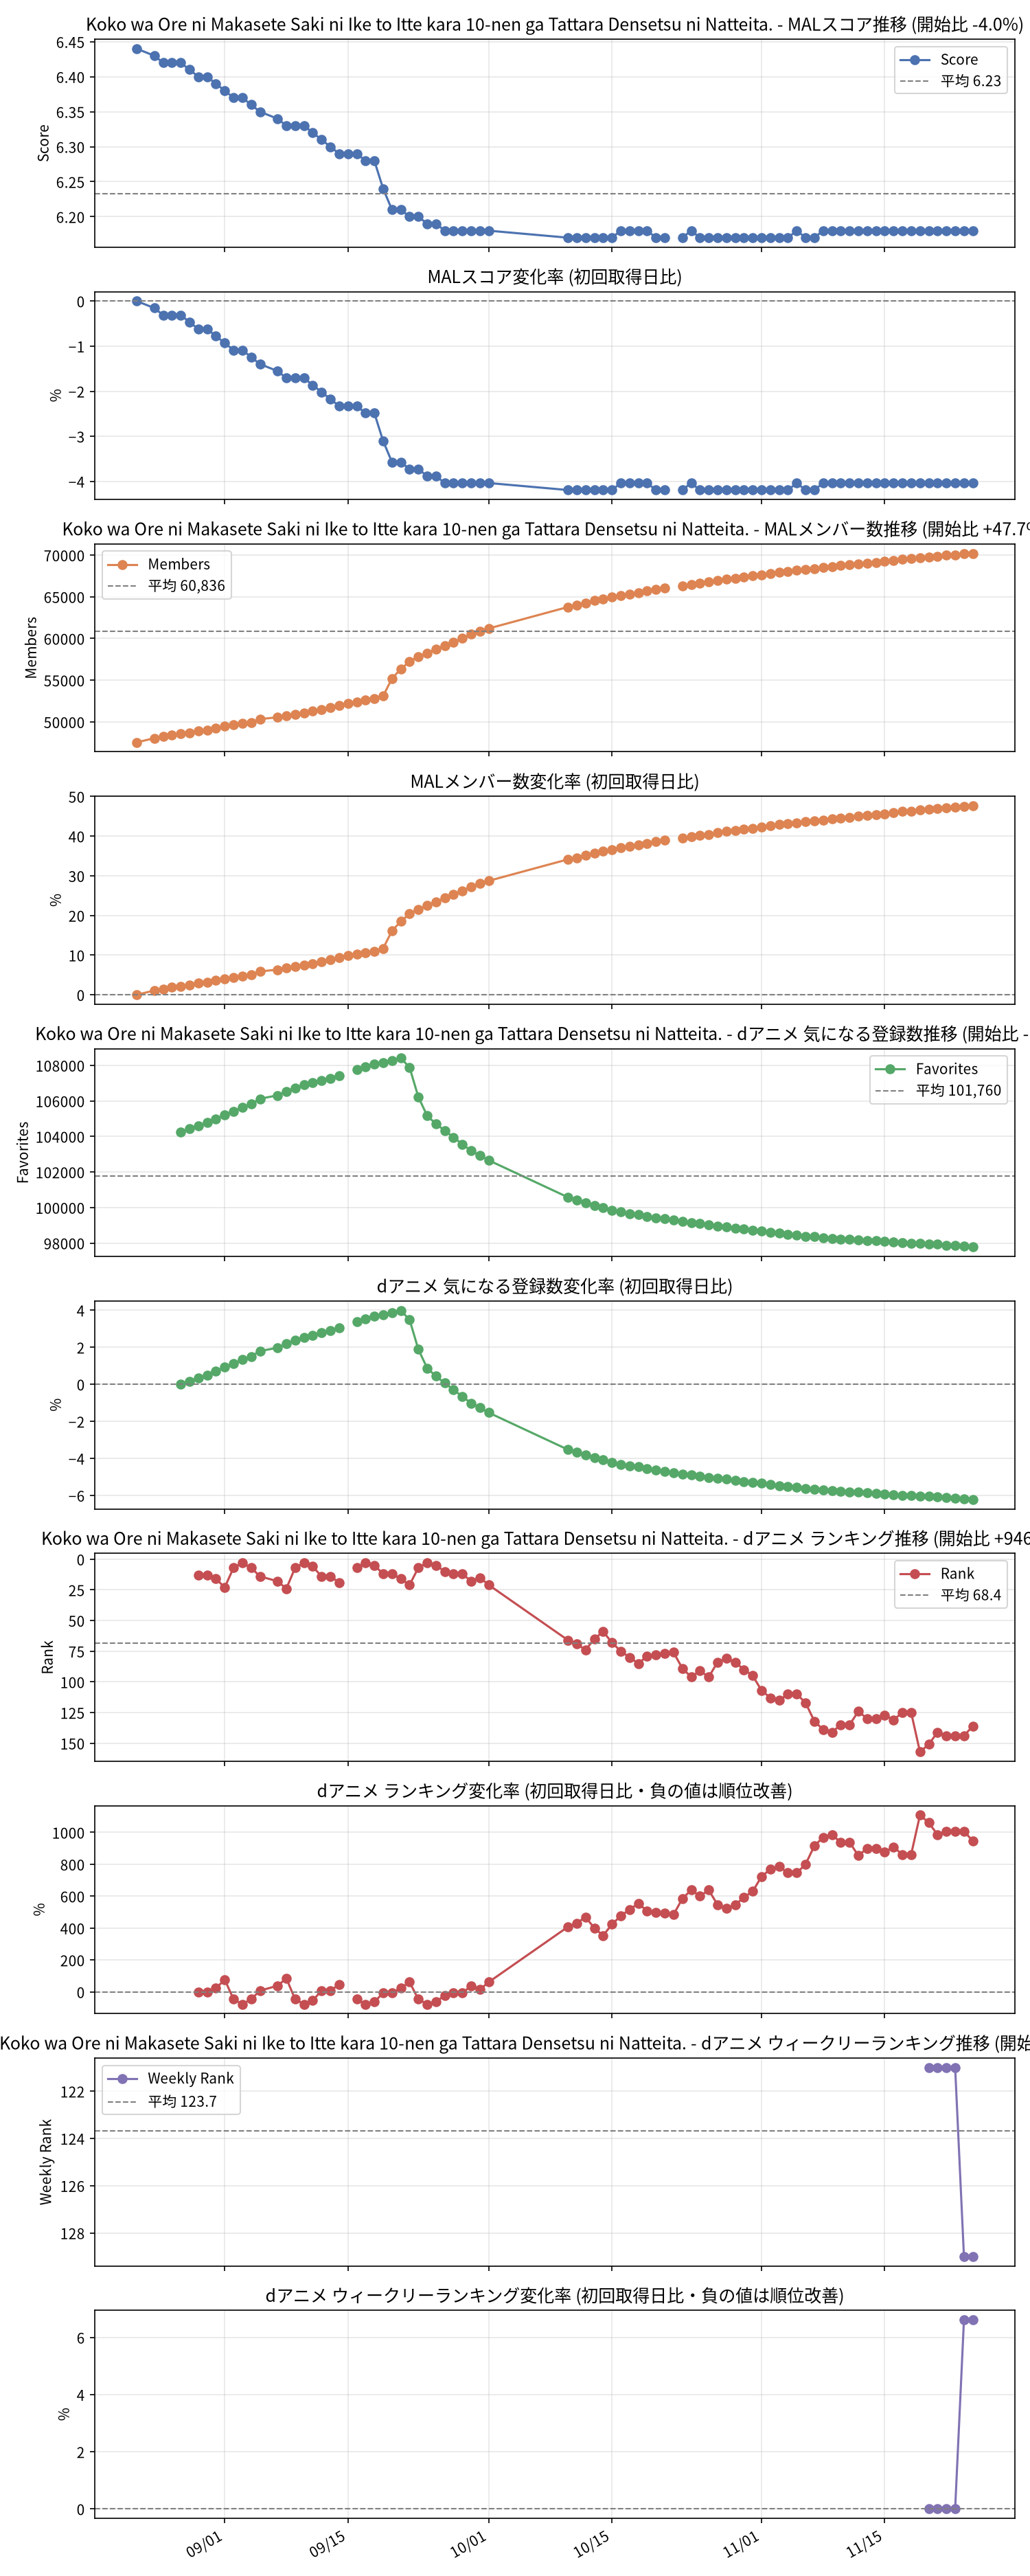 Koko wa Ore ni Makasete Saki ni Ike to Itte kara 10-nen ga Tattara Densetsu ni Natteita. - MALスコア推移 (開始比 -4.0%)
6.45
6.40
6.35
6.30
6.25
6.20
Score
Score
平均 6.23
MALスコア変化率 (初回取得日比)
0
−1
−2
−3
−4
%
Koko wa Ore ni Makasete Saki ni Ike to Itte kara 10-nen ga Tattara Densetsu ni Natteita. - MALメンバー数推移 (開始比 +47.7%
70000
65000
60000
55000
50000
Members
Members
平均 60,836
MALメンバー数変化率 (初回取得日比)
50
40
30
20
10
0
%
Koko wa Ore ni Makasete Saki ni Ike to Itte kara 10-nen ga Tattara Densetsu ni Natteita. - dアニメ 気になる登録数推移 (開始比 -
108000
106000
104000
102000
100000
98000
Favorites
Favorites
平均 101,760
dアニメ 気になる登録数変化率 (初回取得日比)
4
2
0
−2
−4
−6
%
Koko wa Ore ni Makasete Saki ni Ike to Itte kara 10-nen ga Tattara Densetsu ni Natteita. - dアニメ ランキング推移 (開始比 +946
0
25
50
75
100
125
150
Rank
Rank
平均 68.4
dアニメ ランキング変化率 (初回取得日比・負の値は順位改善)
1000
800
600
400
200
0
%
Koko wa Ore ni Makasete Saki ni Ike to Itte kara 10-nen ga Tattara Densetsu ni Natteita. - dアニメ ウィークリーランキング推移 (開始
122
124
126
128
Weekly Rank
Weekly Rank
平均 123.7
dアニメ ウィークリーランキング変化率 (初回取得日比・負の値は順位改善)
6
4
2
0
%
09/01
09/15
10/01
10/15
11/01
11/15